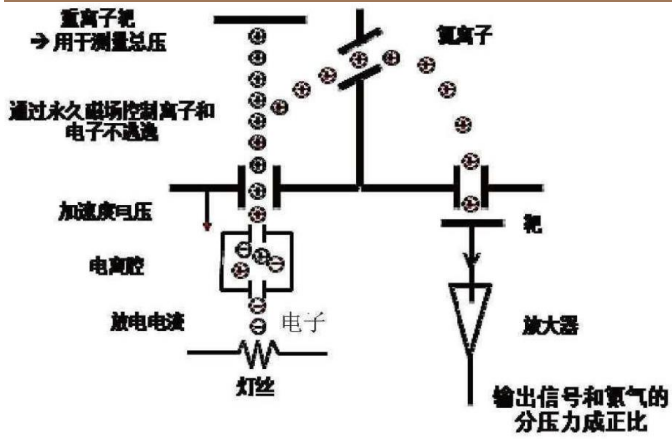 重离子靶
→ 用于测量总压
氦离子
通过永久磁场控制离子和
电子不逃逸
加速度电压
靶
电离腔
放电电流
电子
放大器
灯丝
输出信号和氦气的
分压力成正比